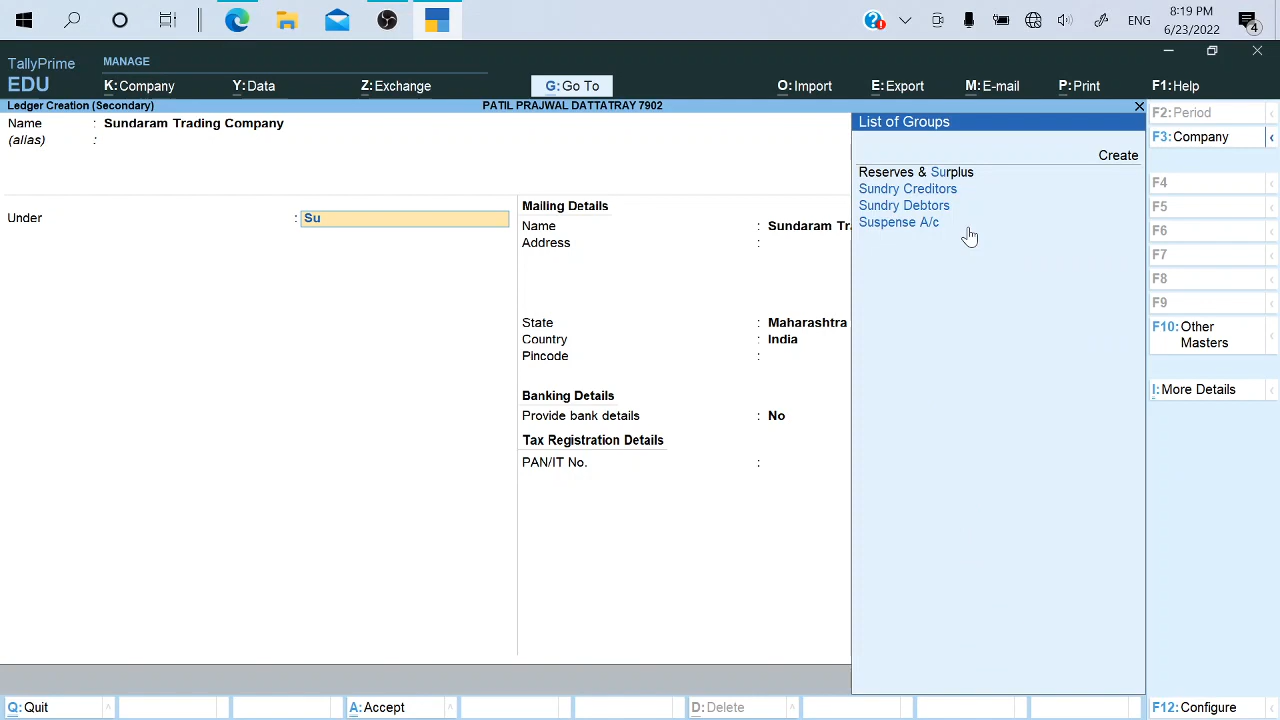 ENG
8:19 PM
6/23/2022
4
TallyPrime
EDU
MANAGE
K:Company
Y:Data
Z:Exchange
G:Go To
O:Import
E:Export
M:E-mail
P:Print
F1:Help
Ledger Creation (Secondary)
PATIL PRAJWAL DATTATRAY 7902
Name : Sundaram Trading Company
(alias) :
Under : Su
Mailing Details
Name : Sundaram Tr
Address :
State : Maharashtra
Country : India
Pincode :
Banking Details
Provide bank details : No
Tax Registration Details
PAN/IT No. :
List of Groups
Create
Reserves & Surplus
Sundry Creditors
Sundry Debtors
Suspense A/c
F2:Period
F3:Company
F4
F5
F6
F7
F8
F9
F10:Other
Masters
I:More Details
Q:Quit
A:Accept
D:Delete
F12:Configure